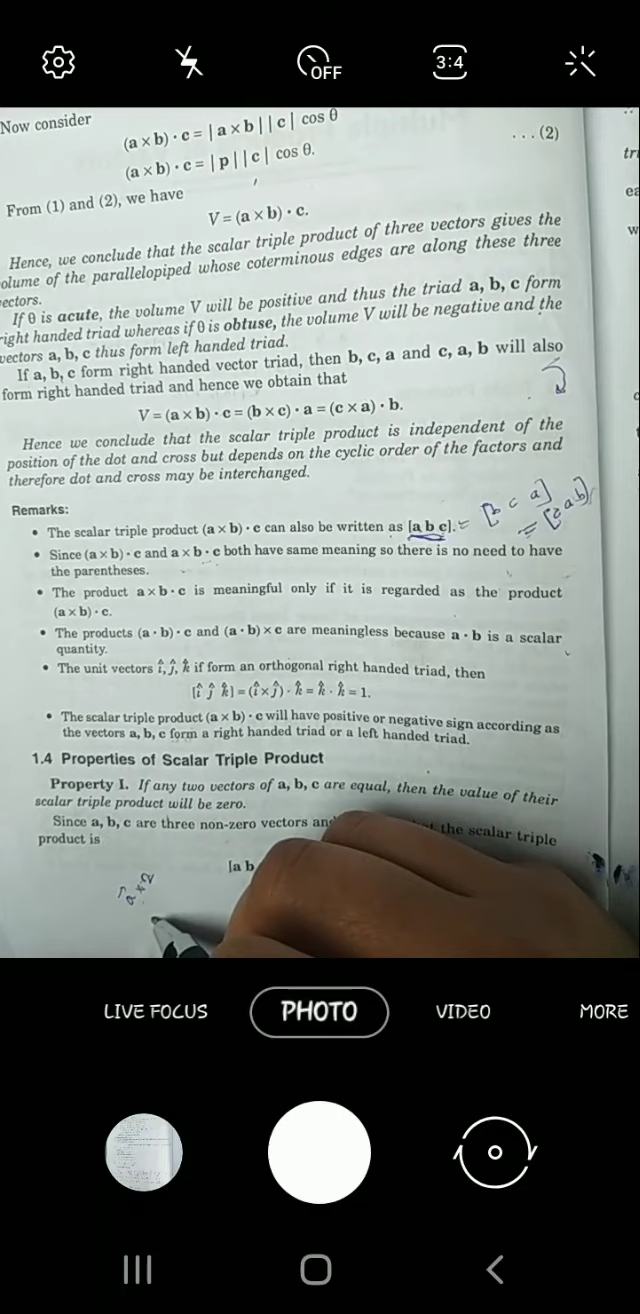 OFF
3:4
Now consider
(a × b) · c = | a × b | | c | cos θ
... (2)
(a × b) · c = | p | | c | cos θ.
From (1) and (2), we have
V = (a × b) · c.
Hence, we conclude that the scalar triple product of three vectors gives the
olume of the parallelopiped whose coterminous edges are along these three
ectors.
If θ is acute, the volume V will be positive and thus the triad a, b, c form
right handed triad whereas if θ is obtuse, the volume V will be negative and the
vectors a, b, c thus form left handed triad.
If a, b, c form right handed vector triad, then b, c, a and c, a, b will also
form right handed triad and hence we obtain that
V = (a × b) · c = (b × c) · a = (c × a) · b.
Hence we conclude that the scalar triple product is independent of the
position of the dot and cross but depends on the cyclic order of the factors and
therefore dot and cross may be interchanged.
Remarks:
• The scalar triple product (a × b) · c can also be written as [a b c]. = [b c a]
= [c a b]
• Since (a × b) · c and a × b · c both have same meaning so there is no need to have
the parentheses.
• The product a × b · c is meaningful only if it is regarded as the product
(a × b) · c.
• The products (a · b) · c and (a · b) × c are meaningless because a · b is a scalar
quantity.
• The unit vectors î, ĵ, k̂ if form an orthogonal right handed triad, then
[î ĵ k̂] = (î × ĵ) · k̂ = k̂ · k̂ = 1.
• The scalar triple product (a × b) · c will have positive or negative sign according as
the vectors a, b, c form a right handed triad or a left handed triad.
1.4 Properties of Scalar Triple Product
Property I. If any two vectors of a, b, c are equal, then the value of their
scalar triple product will be zero.
Since a, b, c are three non-zero vectors and the scalar triple
product is
[a b
LIVE FOCUS PHOTO VIDEO MORE